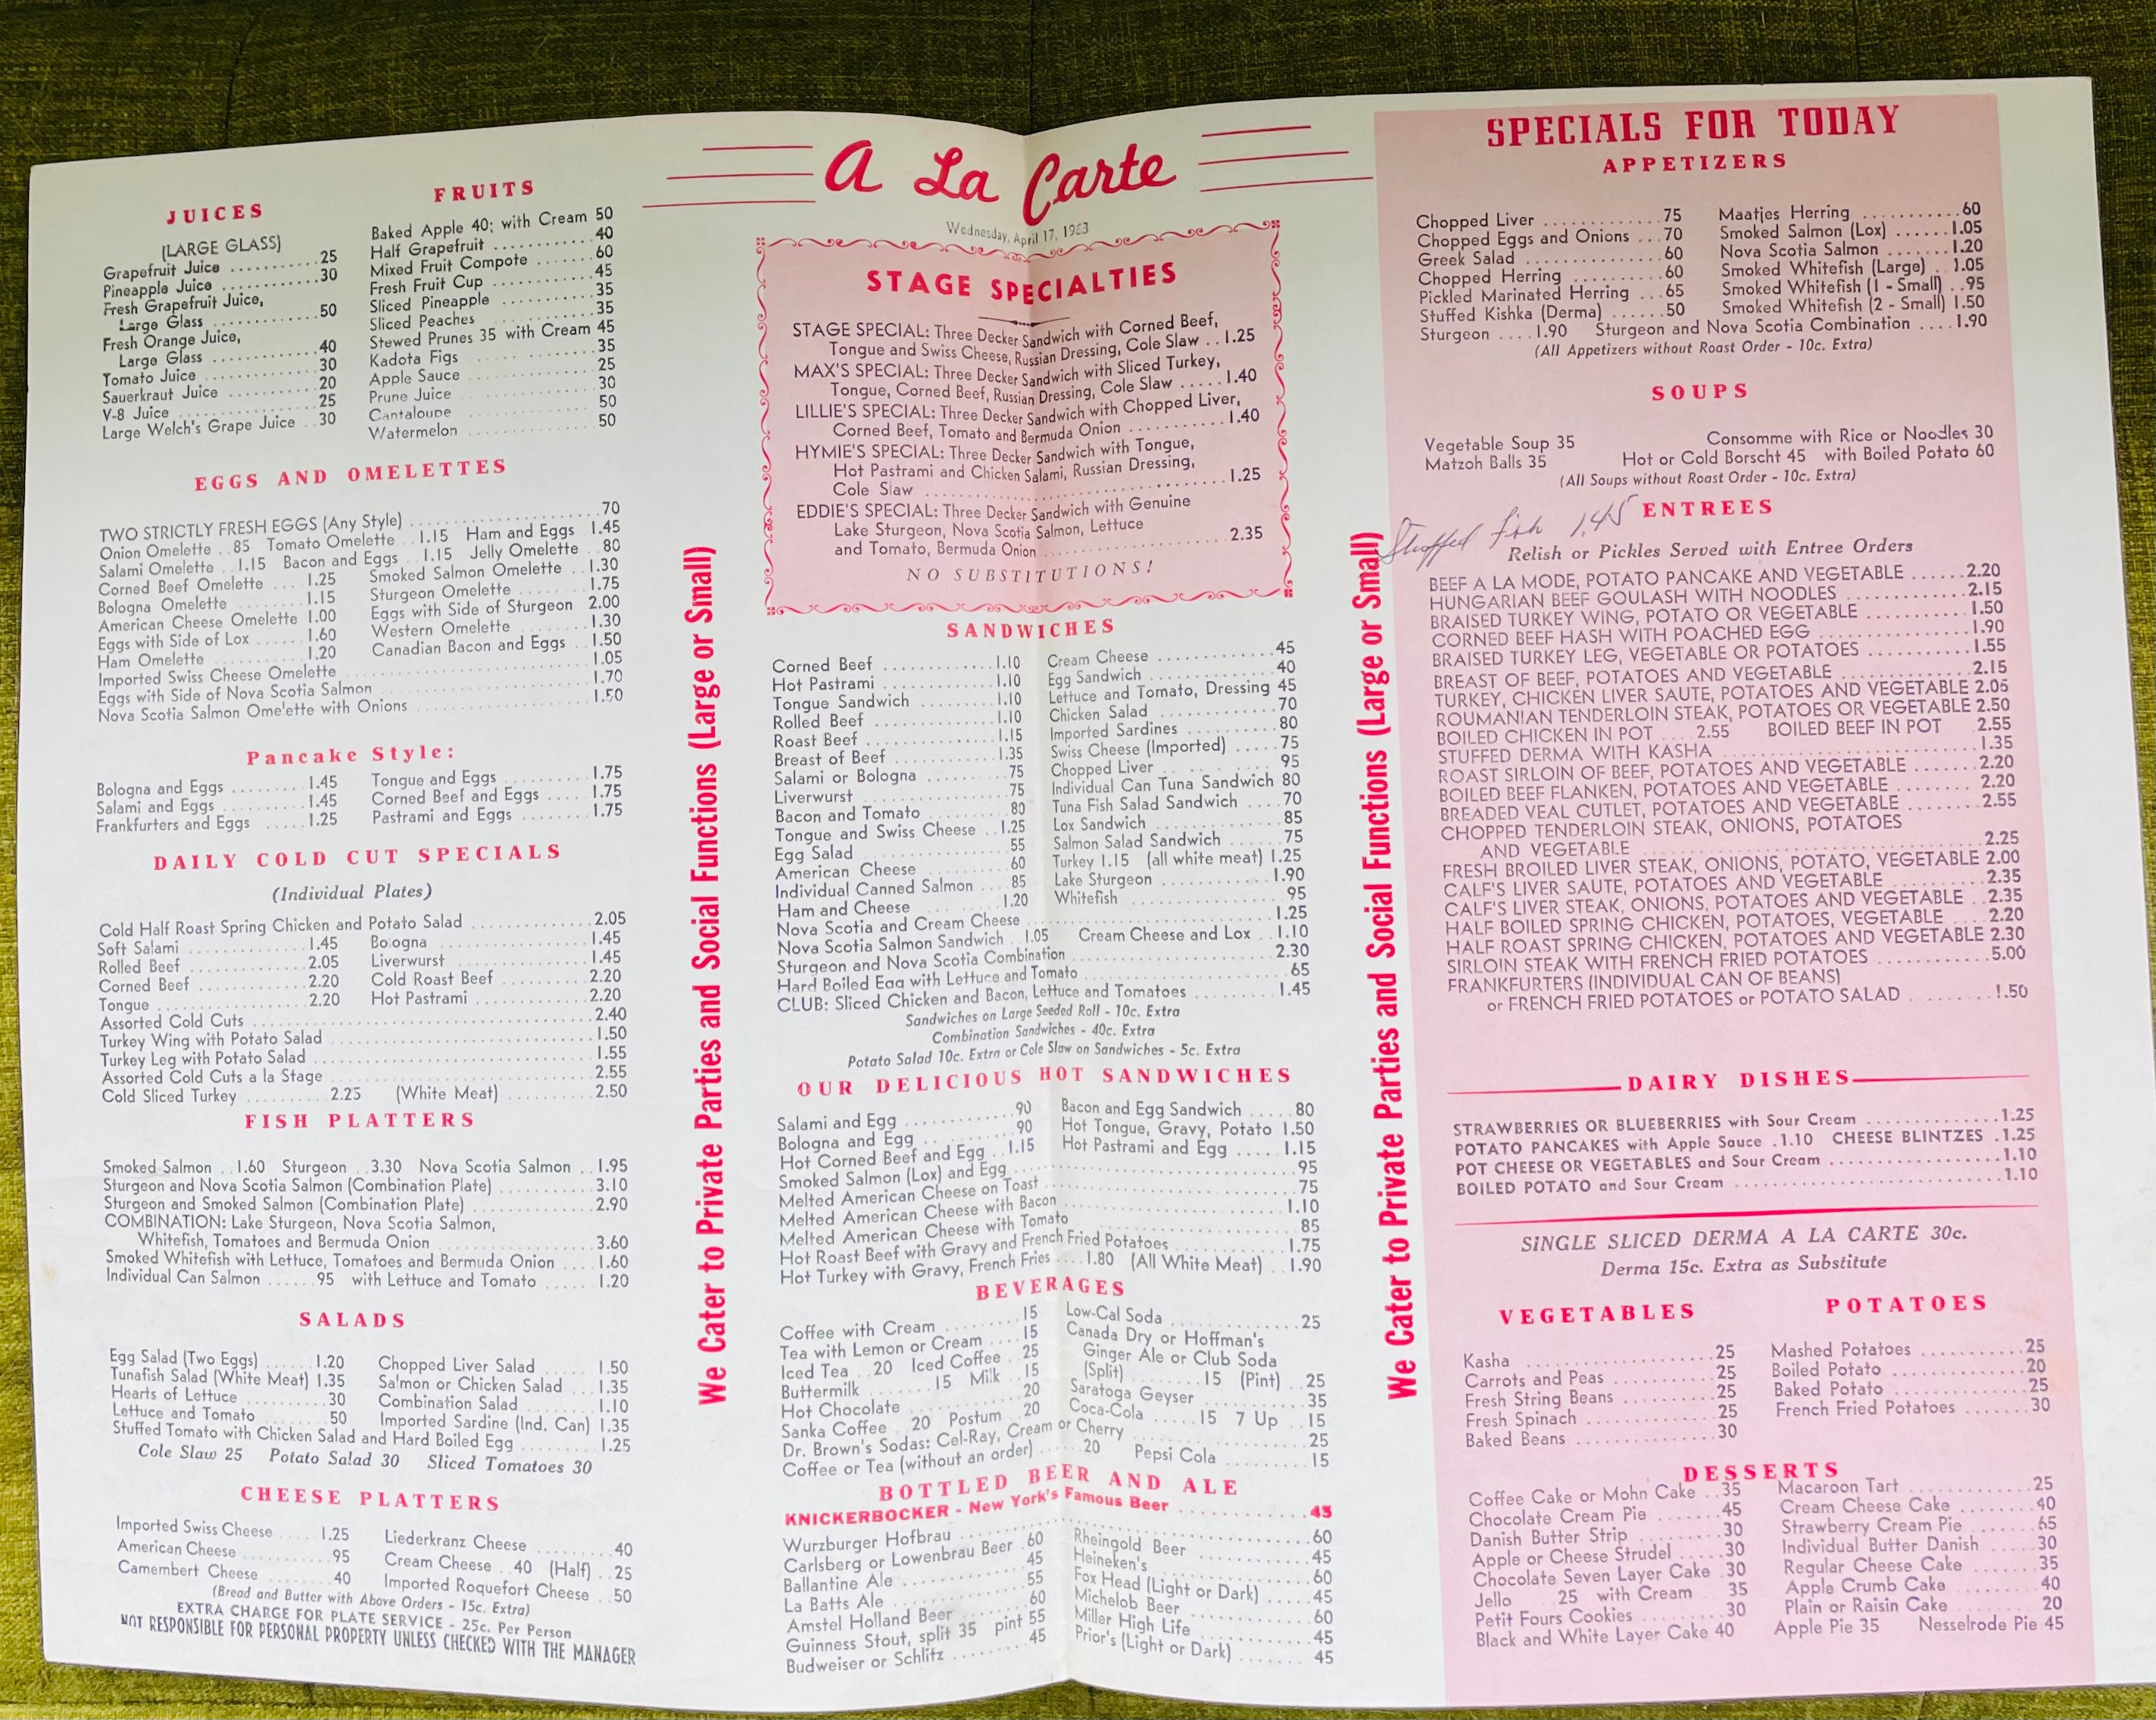 A La Carte
Wednesday, April 17, 1963
JUICES
(LARGE GLASS)
Grapefruit Juice .......... 25
Pineapple Juice .......... 30
Fresh Grapefruit Juice,
Large Glass .......... 50
Fresh Orange Juice,
Large Glass .......... 40
Tomato Juice .......... 30
Sauerkraut Juice .......... 20
V-8 Juice .......... 25
Large Welch's Grape Juice .. 30
FRUITS
Baked Apple 40; with Cream 50
Half Grapefruit .......... 40
Mixed Fruit Compote .......... 60
Fresh Fruit Cup .......... 45
Sliced Pineapple .......... 35
Sliced Peaches .......... 35
Stewed Prunes 35 with Cream 45
Kadota Figs .......... 35
Apple Sauce .......... 25
Prune Juice .......... 30
Cantaloupe .......... 50
Watermelon .......... 50
EGGS AND OMELETTES
TWO STRICTLY FRESH EGGS (Any Style) .......... 70
Onion Omelette .. 85 Tomato Omelette .. 1.15 Ham and Eggs 1.45
Salami Omelette .. 1.15 Bacon and Eggs .. 1.15 Jelly Omelette .. 80
Corned Beef Omelette ... 1.25 Smoked Salmon Omelette .. 1.30
Bologna Omelette .......... 1.15 Sturgeon Omelette .......... 1.75
American Cheese Omelette 1.00 Eggs with Side of Sturgeon 2.00
Eggs with Side of Lox ...... 1.60 Western Omelette .......... 1.30
Ham Omelette .......... 1.20 Canadian Bacon and Eggs .. 1.50
Imported Swiss Cheese Omelette .......... 1.05
Eggs with Side of Nova Scotia Salmon .......... 1.70
Nova Scotia Salmon Ome'ette with Onions .......... 1.50
Pancake Style:
Bologna and Eggs .......... 1.45 Tongue and Eggs .......... 1.75
Salami and Eggs .......... 1.45 Corned Beef and Eggs .... 1.75
Frankfurters and Eggs ..... 1.25 Pastrami and Eggs ........ 1.75
DAILY COLD CUT SPECIALS
(Individual Plates)
Cold Half Roast Spring Chicken and Potato Salad .......... 2.05
Soft Salami .......... 1.45 Bologna .......... 1.45
Rolled Beef .......... 2.05 Liverwurst .......... 1.45
Corned Beef .......... 2.20 Cold Roast Beef .......... 2.20
Tongue .......... 2.20 Hot Pastrami .......... 2.20
Assorted Cold Cuts .......... 2.40
Turkey Wing with Potato Salad .......... 1.50
Turkey Leg with Potato Salad .......... 1.55
Assorted Cold Cuts a la Stage .......... 2.55
Cold Sliced Turkey .......... 2.25 (White Meat) .......... 2.50
FISH PLATTERS
Smoked Salmon .. 1.60 Sturgeon .. 3.30 Nova Scotia Salmon .. 1.95
Sturgeon and Nova Scotia Salmon (Combination Plate) .......... 3.10
Sturgeon and Smoked Salmon (Combination Plate) .......... 2.90
COMBINATION: Lake Sturgeon, Nova Scotia Salmon,
Whitefish, Tomatoes and Bermuda Onion .......... 3.60
Smoked Whitefish with Lettuce, Tomatoes and Bermuda Onion .... 1.60
Individual Can Salmon ...... 95 with Lettuce and Tomato ..... 1.20
SALADS
Egg Salad (Two Eggs) ...... 1.20 Chopped Liver Salad ...... 1.50
Tunafish Salad (White Meat) 1.35 Sa'mon or Chicken Salad ... 1.35
Hearts of Lettuce .......... 30 Combination Salad .......... 1.10
Lettuce and Tomato .......... 50 Imported Sardine (Ind. Can) 1.35
Stuffed Tomato with Chicken Salad and Hard Boiled Egg .......... 1.25
Cole Slaw 25 Potato Salad 30 Sliced Tomatoes 30
CHEESE PLATTERS
Imported Swiss Cheese ..... 1.25 Liederkranz Cheese .......... 40
American Cheese .......... 95 Cream Cheese .. 40 (Half) .. 25
Camembert Cheese .......... 40 Imported Roquefort Cheese .. 50
(Bread and Butter with Above Orders - 15c. Extra)
EXTRA CHARGE FOR PLATE SERVICE - 25c. Per Person
NOT RESPONSIBLE FOR PERSONAL PROPERTY UNLESS CHECKED WITH THE MANAGER
We Cater to Private Parties and Social Functions (Large or Small)
STAGE SPECIALTIES
STAGE SPECIAL: Three Decker Sandwich with Corned Beef,
Tongue and Swiss Cheese, Russian Dressing, Cole Slaw .. 1.25
MAX'S SPECIAL: Three Decker Sandwich with Sliced Turkey,
Tongue, Corned Beef, Russian Dressing, Cole Slaw ..... 1.40
LILLIE'S SPECIAL: Three Decker Sandwich with Chopped Liver,
Corned Beef, Tomato and Bermuda Onion .......... 1.40
HYMIE'S SPECIAL: Three Decker Sandwich with Tongue,
Hot Pastrami and Chicken Salami, Russian Dressing,
Cole Slaw .......... 1.25
EDDIE'S SPECIAL: Three Decker Sandwich with Genuine
Lake Sturgeon, Nova Scotia Salmon, Lettuce
and Tomato, Bermuda Onion .......... 2.35
NO SUBSTITUTIONS!
SANDWICHES
Corned Beef .......... 1.10 Cream Cheese .......... 45
Hot Pastrami .......... 1.10 Egg Sandwich .......... 40
Tongue Sandwich .......... 1.10 Lettuce and Tomato, Dressing 45
Rolled Beef .......... 1.10 Chicken Salad .......... 70
Roast Beef .......... 1.15 Imported Sardines .......... 80
Breast of Beef .......... 1.35 Swiss Cheese (Imported) ..... 75
Salami or Bologna .......... 75 Chopped Liver .......... 95
Liverwurst .......... 75 Individual Can Tuna Sandwich 80
Bacon and Tomato .......... 80 Tuna Fish Salad Sandwich .... 70
Tongue and Swiss Cheese .. 1.25 Lox Sandwich .......... 85
Egg Salad .......... 55 Salmon Salad Sandwich ...... 75
American Cheese .......... 60 Turkey 1.15 (all white meat) 1.25
Individual Canned Salmon .... 85 Lake Sturgeon .......... 1.90
Ham and Cheese .......... 1.20 Whitefish .......... 95
Nova Scotia and Cream Cheese .......... 1.25
Nova Scotia Salmon Sandwich .. 1.05 Cream Cheese and Lox .. 1.10
Sturgeon and Nova Scotia Combination .......... 2.30
Hard Boiled Egg with Lettuce and Tomato .......... 65
CLUB: Sliced Chicken and Bacon, Lettuce and Tomatoes .......... 1.45
Sandwiches on Large Seeded Roll - 10c. Extra
Combination Sandwiches - 40c. Extra
Potato Salad 10c. Extra or Cole Slaw on Sandwiches - 5c. Extra
OUR DELICIOUS HOT SANDWICHES
Salami and Egg .......... 90 Bacon and Egg Sandwich ..... 80
Bologna and Egg .......... 90 Hot Tongue, Gravy, Potato 1.50
Hot Corned Beef and Egg .. 1.15 Hot Pastrami and Egg ..... 1.15
Smoked Salmon (Lox) and Egg .......... 95
Melted American Cheese on Toast .......... 75
Melted American Cheese with Bacon .......... 1.10
Melted American Cheese with Tomato .......... 85
Hot Roast Beef with Gravy and French Fried Potatoes .......... 1.75
Hot Turkey with Gravy, French Fries .... 1.80 (All White Meat) .. 1.90
BEVERAGES
Coffee with Cream .......... 15
Tea with Lemon or Cream .... 15
Iced Tea .. 20 Iced Coffee .. 25
Buttermilk ........ 15 Milk .. 15
Hot Chocolate .......... 20
Sanka Coffee .. 20 Postum .. 20
Dr. Brown's Sodas: Cel-Ray, Cream or Cherry .......... 25
Coffee or Tea (without an order) ..... 20 Pepsi Cola ......... 15
Low-Cal Soda .......... 25
Canada Dry or Hoffman's
Ginger Ale or Club Soda
(Split) .......... 15 (Pint) .. 25
Saratoga Geyser .......... 35
Coca-Cola ...... 15 7 Up ... 15
BOTTLED BEER AND ALE
KNICKERBOCKER - New York's Famous Beer .......... 45
Wurzburger Hofbrau .......... 60
Carlsberg or Lowenbrau Beer . 60
Ballantine Ale .......... 45
La Batts Ale .......... 55
Amstel Holland Beer .......... 60
Guinness Stout, split 35 pint 55
Budweiser or Schlitz .......... 45
Rheingold Beer .......... 45
Heineken's .......... 60
Fox Head (Light or Dark) .... 45
Michelob Beer .......... 60
Miller High Life .......... 45
Prior's (Light or Dark) ....... 45
We Cater to Private Parties and Social Functions (Large or Small)
SPECIALS FOR TODAY
APPETIZERS
Chopped Liver .......... 75 Maatjes Herring .......... 60
Chopped Eggs and Onions ... 70 Smoked Salmon (Lox) ...... 1.05
Greek Salad .......... 60 Nova Scotia Salmon ........ 1.20
Chopped Herring .......... 60 Smoked Whitefish (Large) .. 1.05
Pickled Marinated Herring ... 65 Smoked Whitefish (1 - Small) .. 95
Stuffed Kishka (Derma) ...... 50 Smoked Whitefish (2 - Small) 1.50
Sturgeon .... 1.90 Sturgeon and Nova Scotia Combination .... 1.90
(All Appetizers without Roast Order - 10c. Extra)
SOUPS
Vegetable Soup 35 Consomme with Rice or Noodles 30
Matzoh Balls 35 Hot or Cold Borscht 45 with Boiled Potato 60
(All Soups without Roast Order - 10c. Extra)
Stuffed Fish 1.45
ENTREES
Relish or Pickles Served with Entree Orders
BEEF A LA MODE, POTATO PANCAKE AND VEGETABLE ...... 2.20
HUNGARIAN BEEF GOULASH WITH NOODLES .......... 2.15
BRAISED TURKEY WING, POTATO OR VEGETABLE .......... 1.50
CORNED BEEF HASH WITH POACHED EGG .......... 1.90
BRAISED TURKEY LEG, VEGETABLE OR POTATOES .......... 1.55
BREAST OF BEEF, POTATOES AND VEGETABLE .......... 2.15
TURKEY, CHICKEN LIVER SAUTE, POTATOES AND VEGETABLE 2.05
ROUMANIAN TENDERLOIN STEAK, POTATOES OR VEGETABLE 2.50
BOILED CHICKEN IN POT .... 2.55 BOILED BEEF IN POT 2.55
STUFFED DERMA WITH KASHA .......... 1.35
ROAST SIRLOIN OF BEEF, POTATOES AND VEGETABLE ....... 2.20
BOILED BEEF FLANKEN, POTATOES AND VEGETABLE ........ 2.20
BREADED VEAL CUTLET, POTATOES AND VEGETABLE ........ 2.55
CHOPPED TENDERLOIN STEAK, ONIONS, POTATOES
AND VEGETABLE .......... 2.25
FRESH BROILED LIVER STEAK, ONIONS, POTATO, VEGETABLE 2.00
CALF'S LIVER SAUTE, POTATOES AND VEGETABLE .......... 2.35
CALF'S LIVER STEAK, ONIONS, POTATOES AND VEGETABLE .. 2.35
HALF BOILED SPRING CHICKEN, POTATOES, VEGETABLE .... 2.20
HALF ROAST SPRING CHICKEN, POTATOES AND VEGETABLE 2.30
SIRLOIN STEAK WITH FRENCH FRIED POTATOES .......... 5.00
FRANKFURTERS (INDIVIDUAL CAN OF BEANS)
or FRENCH FRIED POTATOES or POTATO SALAD ......... 1.50
DAIRY DISHES
STRAWBERRIES OR BLUEBERRIES with Sour Cream .......... 1.25
POTATO PANCAKES with Apple Sauce . 1.10 CHEESE BLINTZES . 1.25
POT CHEESE OR VEGETABLES and Sour Cream .......... 1.10
BOILED POTATO and Sour Cream .......... 1.10
SINGLE SLICED DERMA A LA CARTE 30c.
Derma 15c. Extra as Substitute
VEGETABLES
Kasha .......... 25
Carrots and Peas .......... 25
Fresh String Beans .......... 25
Fresh Spinach .......... 25
Baked Beans .......... 30
POTATOES
Mashed Potatoes .......... 25
Boiled Potato .......... 20
Baked Potato .......... 25
French Fried Potatoes ...... 30
DESSERTS
Coffee Cake or Mohn Cake .. 35 Macaroon Tart .......... 25
Chocolate Cream Pie ....... 45 Cream Cheese Cake ........ 40
Danish Butter Strip .......... 30 Strawberry Cream Pie ...... 65
Apple or Cheese Strudel ..... 30 Individual Butter Danish ..... 30
Chocolate Seven Layer Cake . 30 Regular Cheese Cake ....... 35
Jello .... 25 with Cream .... 35 Apple Crumb Cake ......... 40
Petit Fours Cookies .......... 30 Plain or Raisin Cake ........ 20
Black and White Layer Cake 40 Apple Pie 35 Nesselrode Pie 45